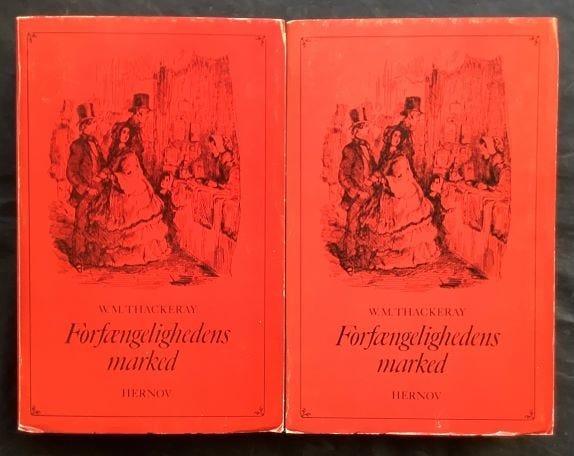 W. M. THACKERAY
Forfængelighedens
marked
HERNOV
W. M. THACKERAY
Forfængelighedens
marked
HERNOV